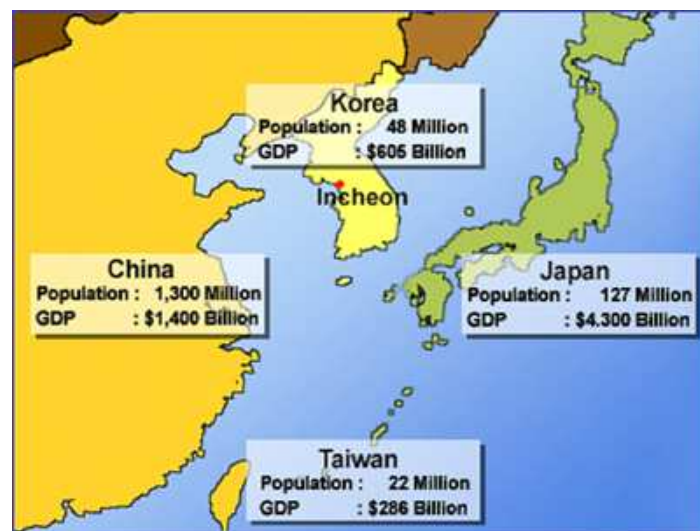 Korea
Population : 48 Million
GDP : $605 Billion
Incheon
China
Population : 1,300 Million
GDP : $1,400 Billion
Japan
Population : 127 Million
GDP : $4.300 Billion
Taiwan
Population : 22 Million
GDP : $286 Billion